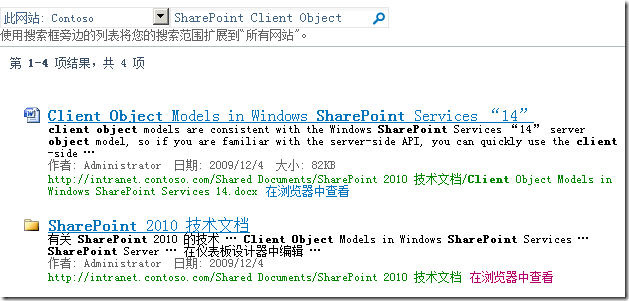 此网站: Contoso SharePoint Client Object
使用搜索框旁边的列表将您的搜索范围扩展到“所有网站”。
第 1-4 项结果，共 4 项
Client Object Models in Windows SharePoint Services “14”
client object models are consistent with the Windows SharePoint Services “14” server
object model, so if you are familiar with the server-side API, you can quickly use the client
-side …
作者: Administrator 日期: 2009/12/4 大小: 82KB
http://intranet.contoso.com/Shared Documents/SharePoint 2010 技术文档/Client Object Models in
Windows SharePoint Services 14.docx 在浏览器中查看
SharePoint 2010 技术文档
有关 SharePoint 2010 的技术 … Client Object Models in Windows SharePoint Services …
SharePoint Server … 在仪表板设计器中编辑 …
作者: Administrator 日期: 2009/12/4
http://intranet.contoso.com/Shared Documents/SharePoint 2010 技术文档 在浏览器中查看